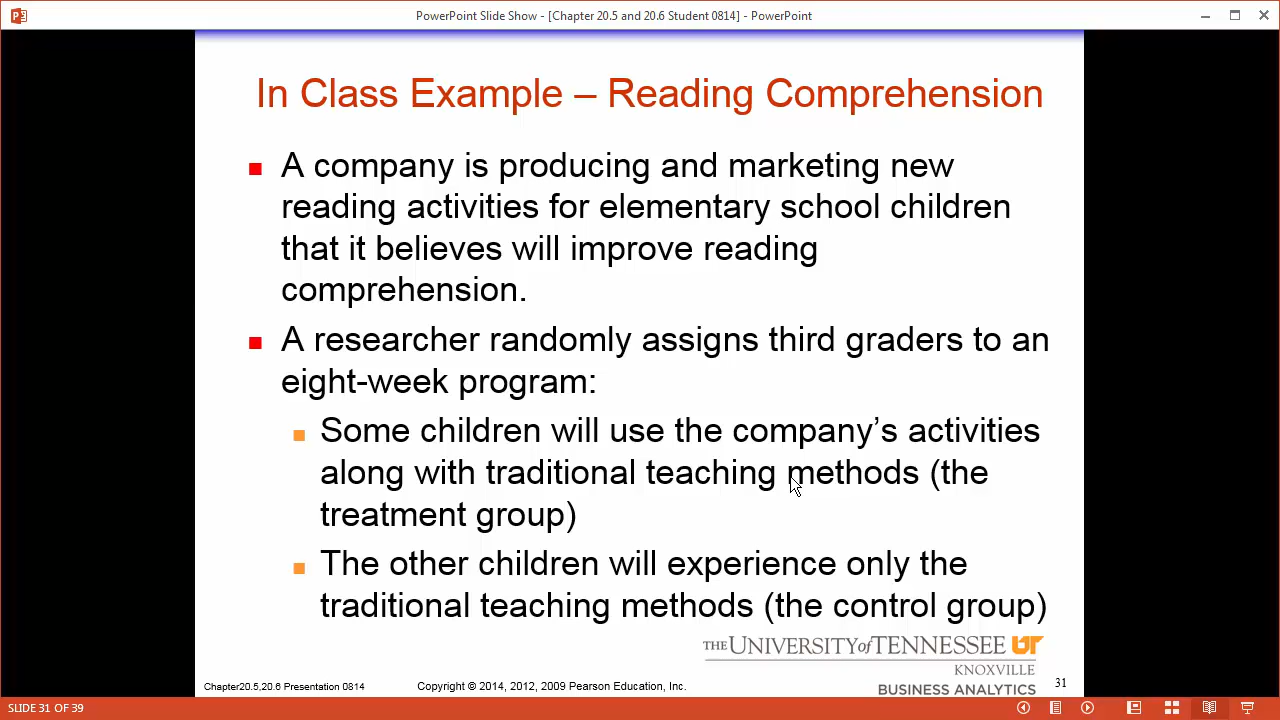 PowerPoint Slide Show - [Chapter 20.5 and 20.6 Student 0814] - PowerPoint
In Class Example – Reading Comprehension
A company is producing and marketing new
reading activities for elementary school children
that it believes will improve reading
comprehension.
A researcher randomly assigns third graders to an
eight-week program:
Some children will use the company’s activities
along with traditional teaching methods (the
treatment group)
The other children will experience only the
traditional teaching methods (the control group)
THE UNIVERSITY of TENNESSEE UT
KNOXVILLE
BUSINESS ANALYTICS
Chapter20.5,20.6 Presentation 0814
Copyright © 2014, 2012, 2009 Pearson Education, Inc.
31
SLIDE 31 OF 39